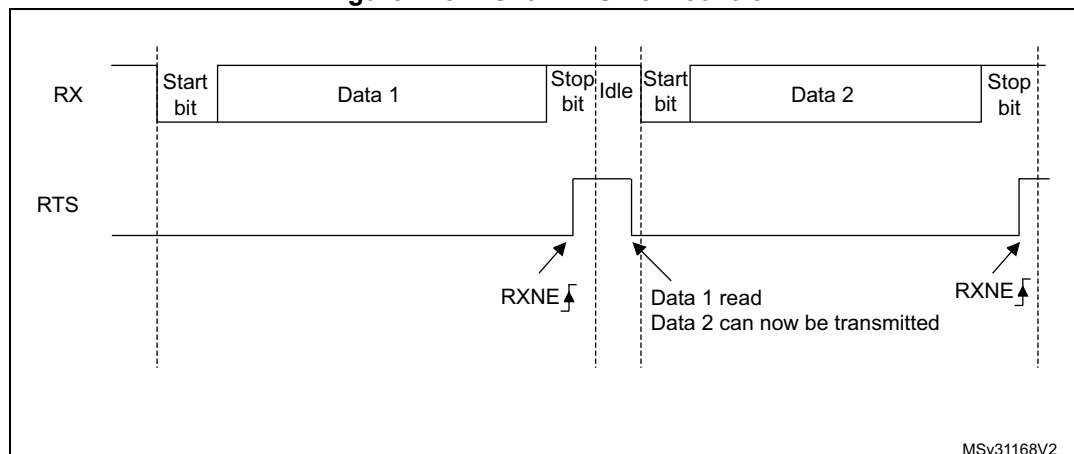 RX
Start
bit
Data 1
Stop
bit
Idle
Start
bit
Data 2
Stop
bit
RTS
RXNE
Data 1 read
Data 2 can now be transmitted
RXNE
MSv31168V2